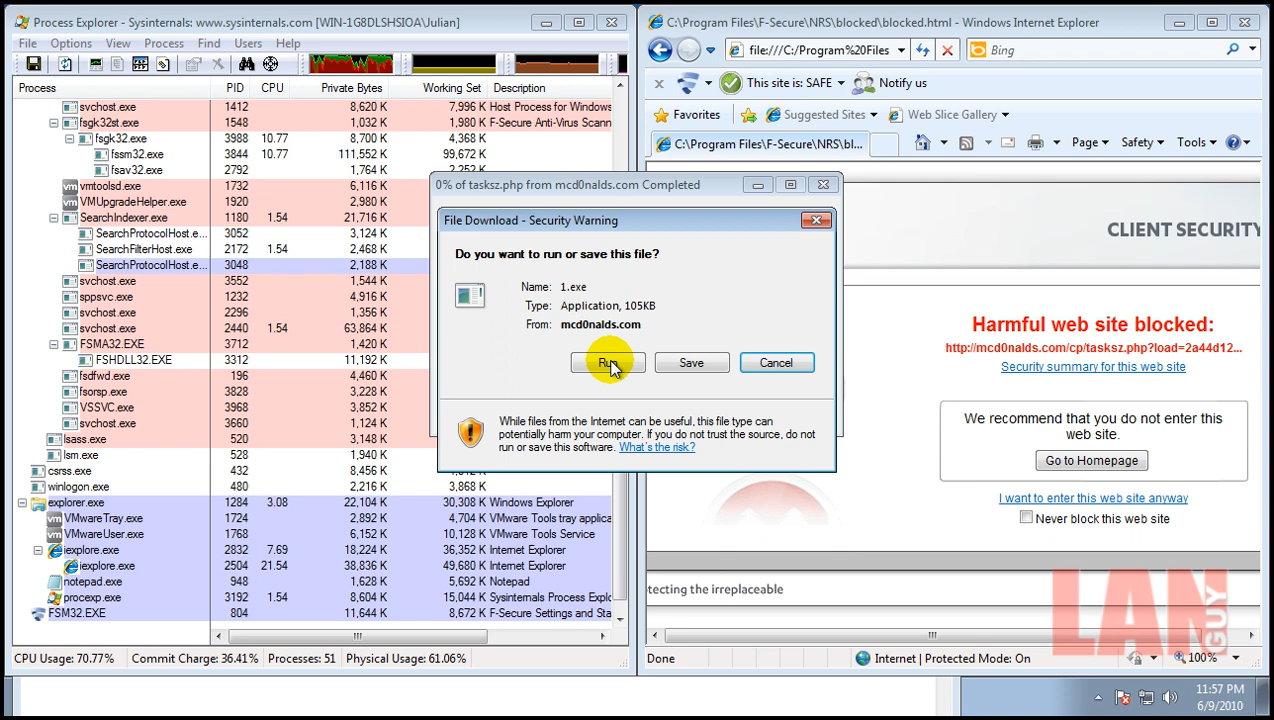 Process Explorer - Sysinternals: www.sysinternals.com [WIN-1G8DLSHSIOA\Julian]
File Options View Process Find Users Help
Process PID CPU Private Bytes Working Set Description
svchost.exe 1412 8,620 K 7,996 K Host Process for Windows
fsgk32st.exe 1548 1,032 K 1,980 K F-Secure Anti-Virus Scann
fsgk32.exe 3988 10.77 8,700 K 4,368 K
fssm32.exe 3844 10.77 111,552 K 99,672 K
fsav32.exe 2792 1,764 K
vmtoolsd.exe 1732 6,116 K
VMUpgradeHelper.exe 1972 2,980 K
SearchIndexer.exe 1180 1.54 21,716 K
SearchProtocolHost.e... 3052 3,124 K
SearchFilterHost.exe 2172 1.54 2,468 K
SearchProtocolHost.e... 3048 2,188 K
svchost.exe 3552 1,544 K
sppsvc.exe 1232 4,916 K
svchost.exe 2296 1,356 K
svchost.exe 2440 1.54 63,864 K
FSMA32.EXE 3712 1,420 K
FSHDLL32.EXE 3312 11,192 K
fsdfwd.exe 196 4,460 K
fsorsp.exe 3828 3,228 K
VSSVC.exe 3968 3,852 K
svchost.exe 3660 1,124 K
lsass.exe 520 3,148 K
lsm.exe 528 1,940 K
csrss.exe 432 8,456 K
winlogon.exe 484 2,216 K 3,888 K
explorer.exe 1284 3.08 22,104 K 30,308 K Windows Explorer
VMwareTray.exe 1724 2,892 K 4,704 K VMware Tools tray applica
VMwareUser.exe 1768 6,152 K 10,128 K VMware Tools Service
iexplore.exe 2832 7.69 18,224 K 36,352 K Internet Explorer
iexplore.exe 2504 21.54 38,836 K 49,680 K Internet Explorer
notepad.exe 948 1,628 K 5,692 K Notepad
procexp.exe 3192 1.54 8,604 K 15,044 K Sysinternals Process Explo
FSM32.EXE 804 11,644 K 8,672 K F-Secure Settings and Sta
CPU Usage: 70.77% Commit Charge: 36.41% Processes: 51 Physical Usage: 61.06%
0% of tasksz.php from mcd0nalds.com Completed
File Download - Security Warning
Do you want to run or save this file?
Name: 1.exe
Type: Application, 105KB
From: mcd0nalds.com
Run Save Cancel
While files from the Internet can be useful, this file type can
potentially harm your computer. If you do not trust the source, do not
run or save this software. What's the risk?
C:\Program Files\F-Secure\NRS\blocked\blocked.html - Windows Internet Explorer
file:///C:/Program%20Files Bing
This site is: SAFE Notify us
Favorites Suggested Sites Web Slice Gallery
C:\Program Files\F-Secure\NRS\bl... Page Safety Tools
CLIENT SECURITY
Harmful web site blocked:
http://mcd0nalds.com/cp/tasksz.php?load=2a44d12...
Security summary for this web site
We recommend that you do not enter this
web site.
Go to Homepage
I want to enter this web site anyway
Never block this web site
tecting the irreplaceable
LAN GUY
Done Internet | Protected Mode: On 100%
11:57 PM
6/9/2010